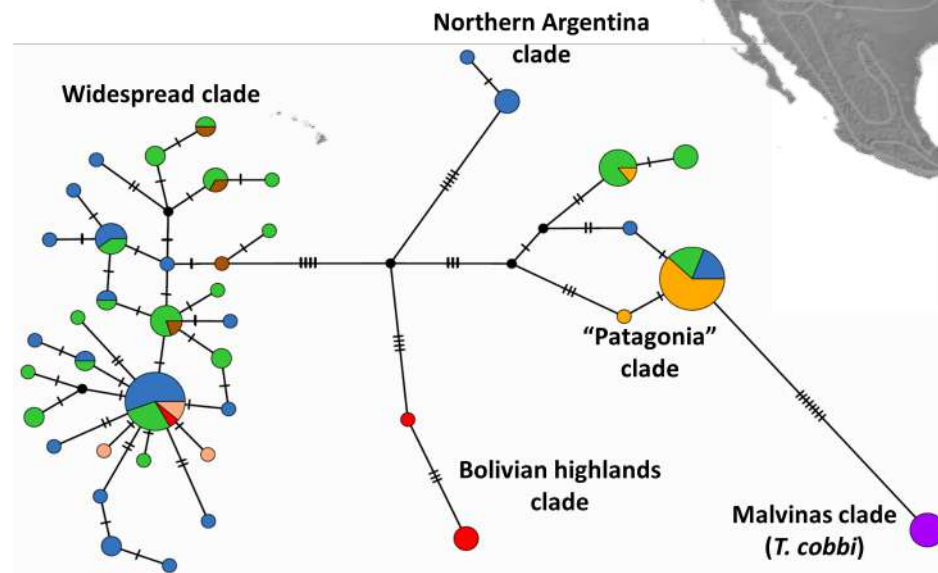 Northern Argentina
clade
Widespread clade
"Patagonia"
clade
Bolivian highlands
clade
Malvinas clade
(T. cobbi)